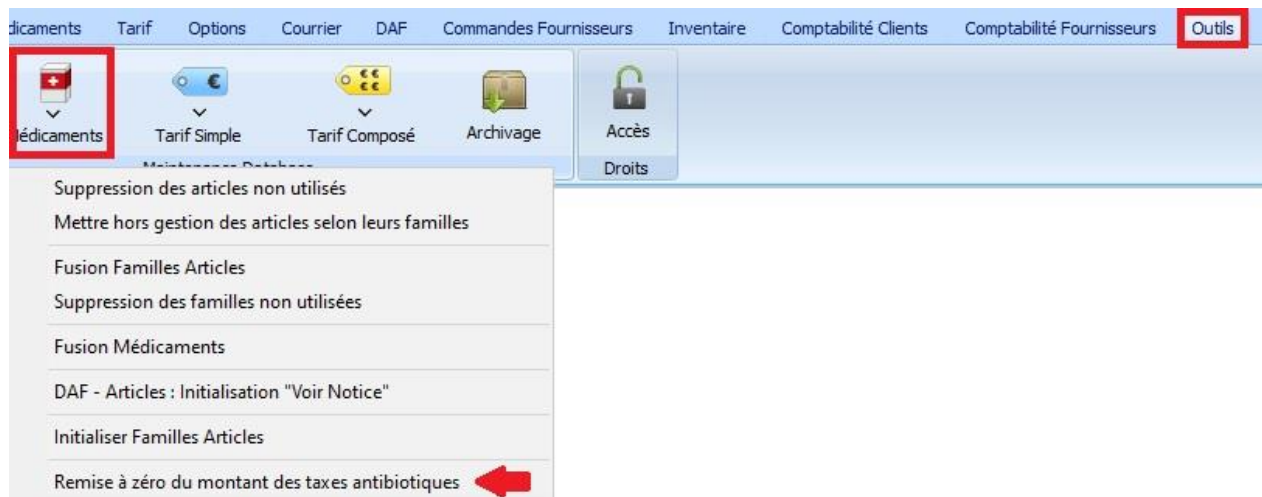 dicaments Tarif Options Courrier DAF Commandes Fournisseurs Inventaire Comptabilité Clients Comptabilité Fournisseurs Outils
édicaments Tarif Simple Tarif Composé Archivage Accès
Maintenance Database Droits
Suppression des articles non utilisés
Mettre hors gestion des articles selon leurs familles
Fusion Familles Articles
Suppression des familles non utilisées
Fusion Médicaments
DAF - Articles : Initialisation "Voir Notice"
Initialiser Familles Articles
Remise à zéro du montant des taxes antibiotiques